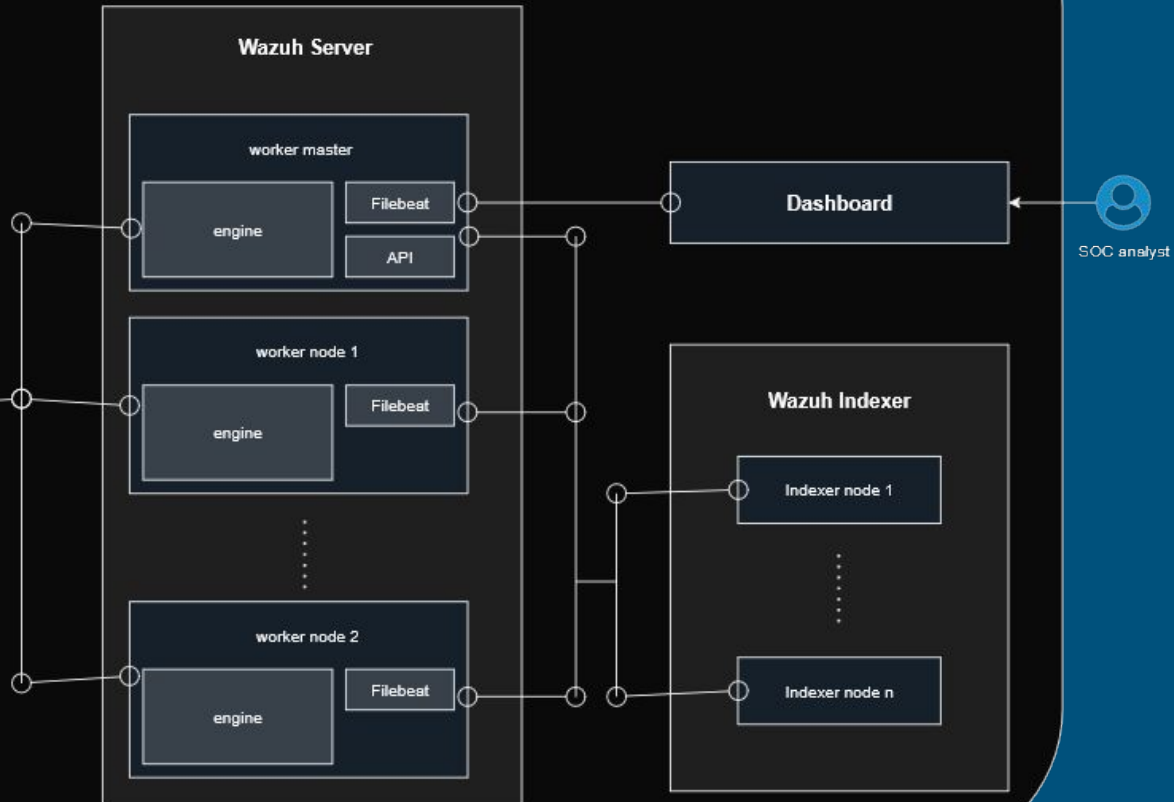 Wazuh Server
worker master
engine
Filebeat
API
Dashboard
SOC analyst
worker node 1
engine
Filebeat
Wazuh Indexer
Indexer node 1
worker node 2
engine
Filebeat
Indexer node n